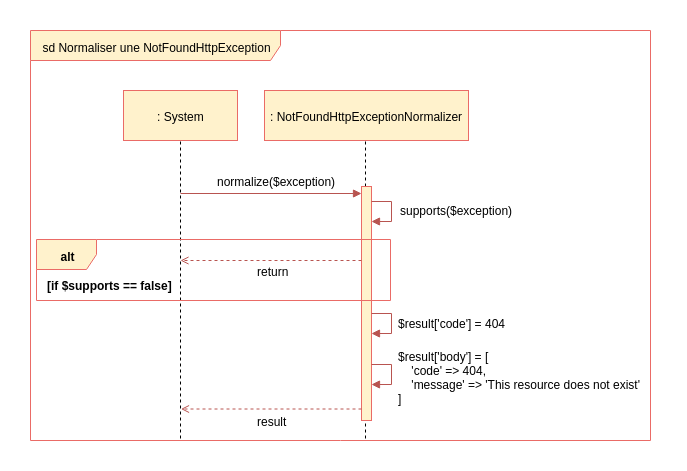 sd Normaliser une NotFoundHttpException
: System
: NotFoundHttpExceptionNormalizer
normalize($exception)
supports($exception)
alt
return
[if $supports == false]
$result['code'] = 404
$result['body'] = [
'code' => 404,
'message' => 'This resource does not exist'
]
result